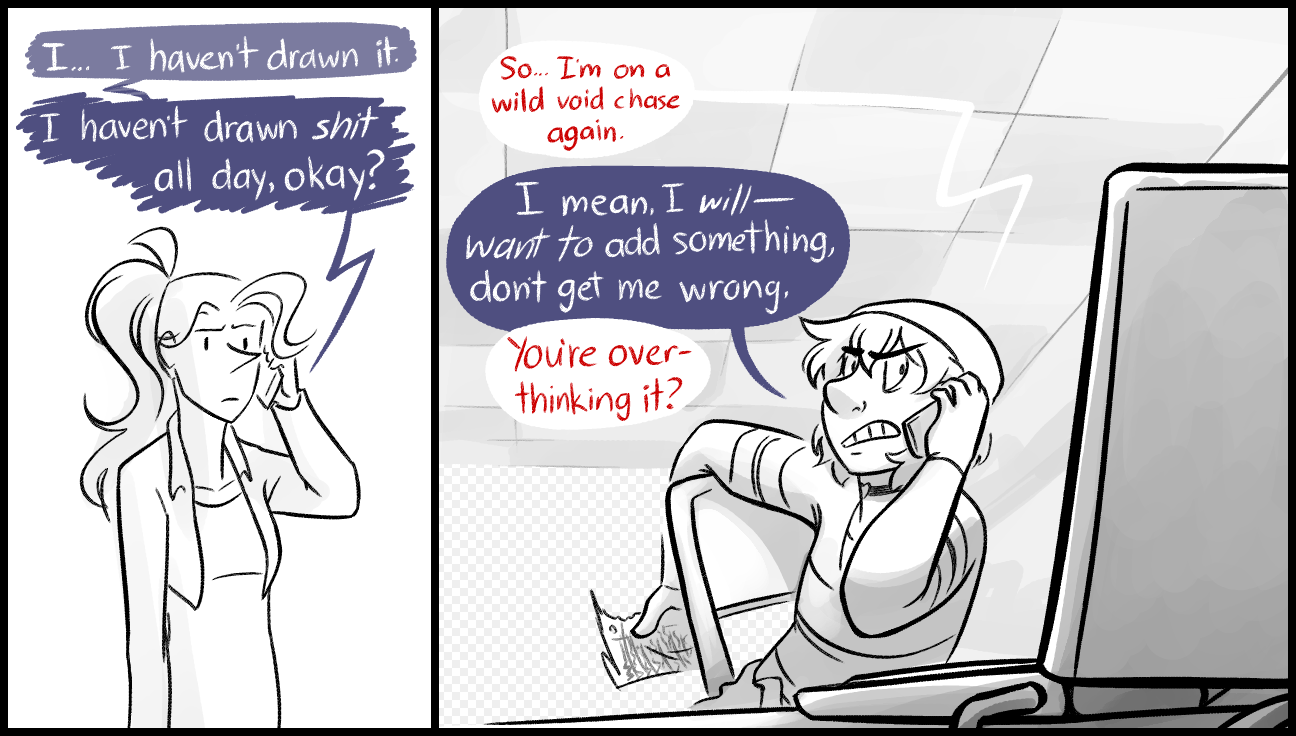 I... I haven't drawn it.
I haven't drawn shit
all day, okay?
So... I'm on a
wild void chase
again.
I mean, I will—
want to add something,
don't get me wrong.
You're over-
thinking it?